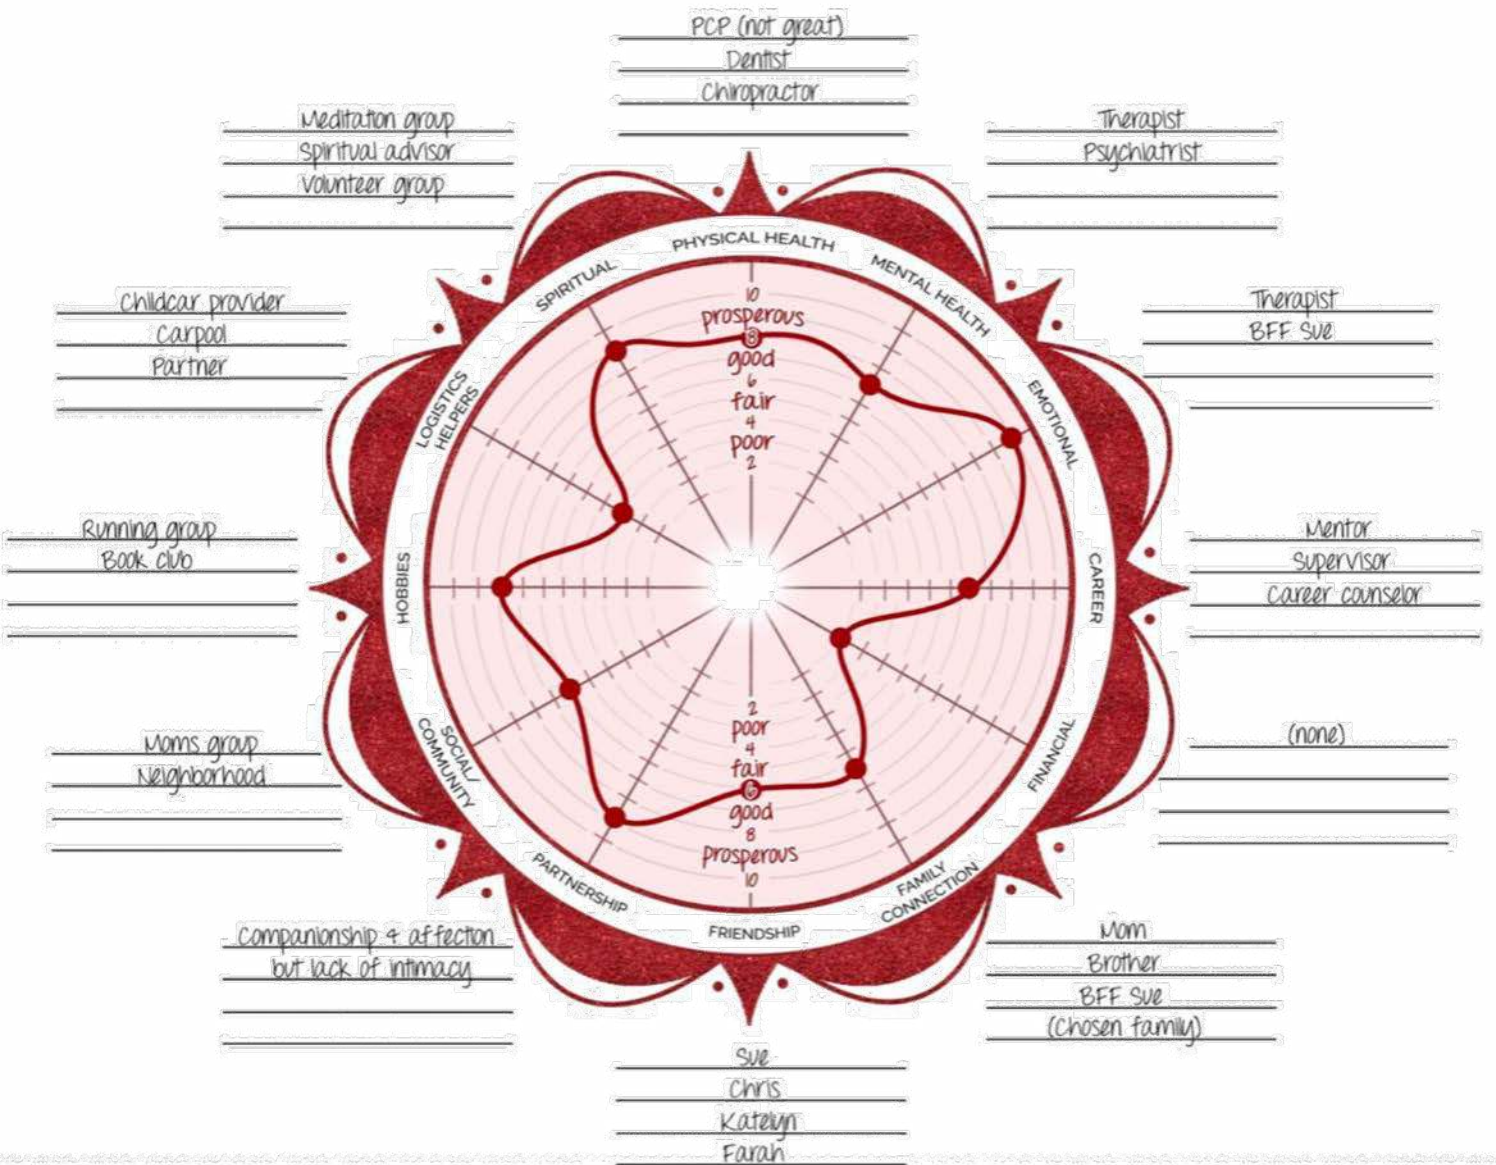 PCP (not great)
Dentist
Chiropractor
Meditation group
Spiritual advisor
Volunteer group
Therapist
Psychiatrist
PHYSICAL HEALTH
SPIRITUAL
MENTAL HEALTH
Childcar provider
Carpool
Partner
Therapist
BFF Sue
10
prosperous
8
good
6
fair
4
poor
2
LOGISTICS
HELPERS
EMOTIONAL
Running group
Book club
HOBBIES
CAREER
Mentor
Supervisor
Career counselor
2
poor
4
fair
6
good
8
prosperous
10
Moms group
Neighborhood
SOCIAL/
COMMUNITY
FINANCIAL
(none)
PARTNERSHIP
FRIENDSHIP
FAMILY
CONNECTION
Companionship & affection
but lack of intimacy
Mom
Brother
BFF Sue
(Chosen family)
Sue
Chris
Katelyn
Farah